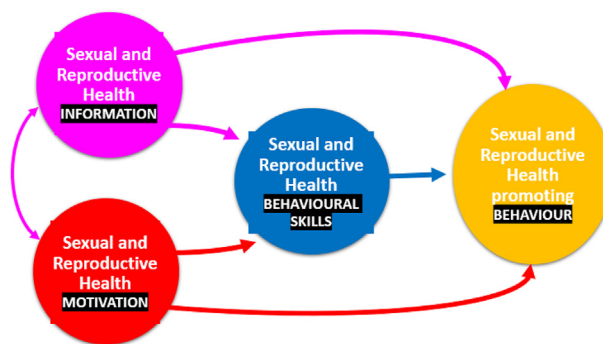 Sexual and
Reproductive
Health
INFORMATION
Sexual and
Reproductive
Health
BEHAVIOURAL
SKILLS
Sexual and
Reproductive
Health
promoting
BEHAVIOUR
Sexual and
Reproductive
Health
MOTIVATION